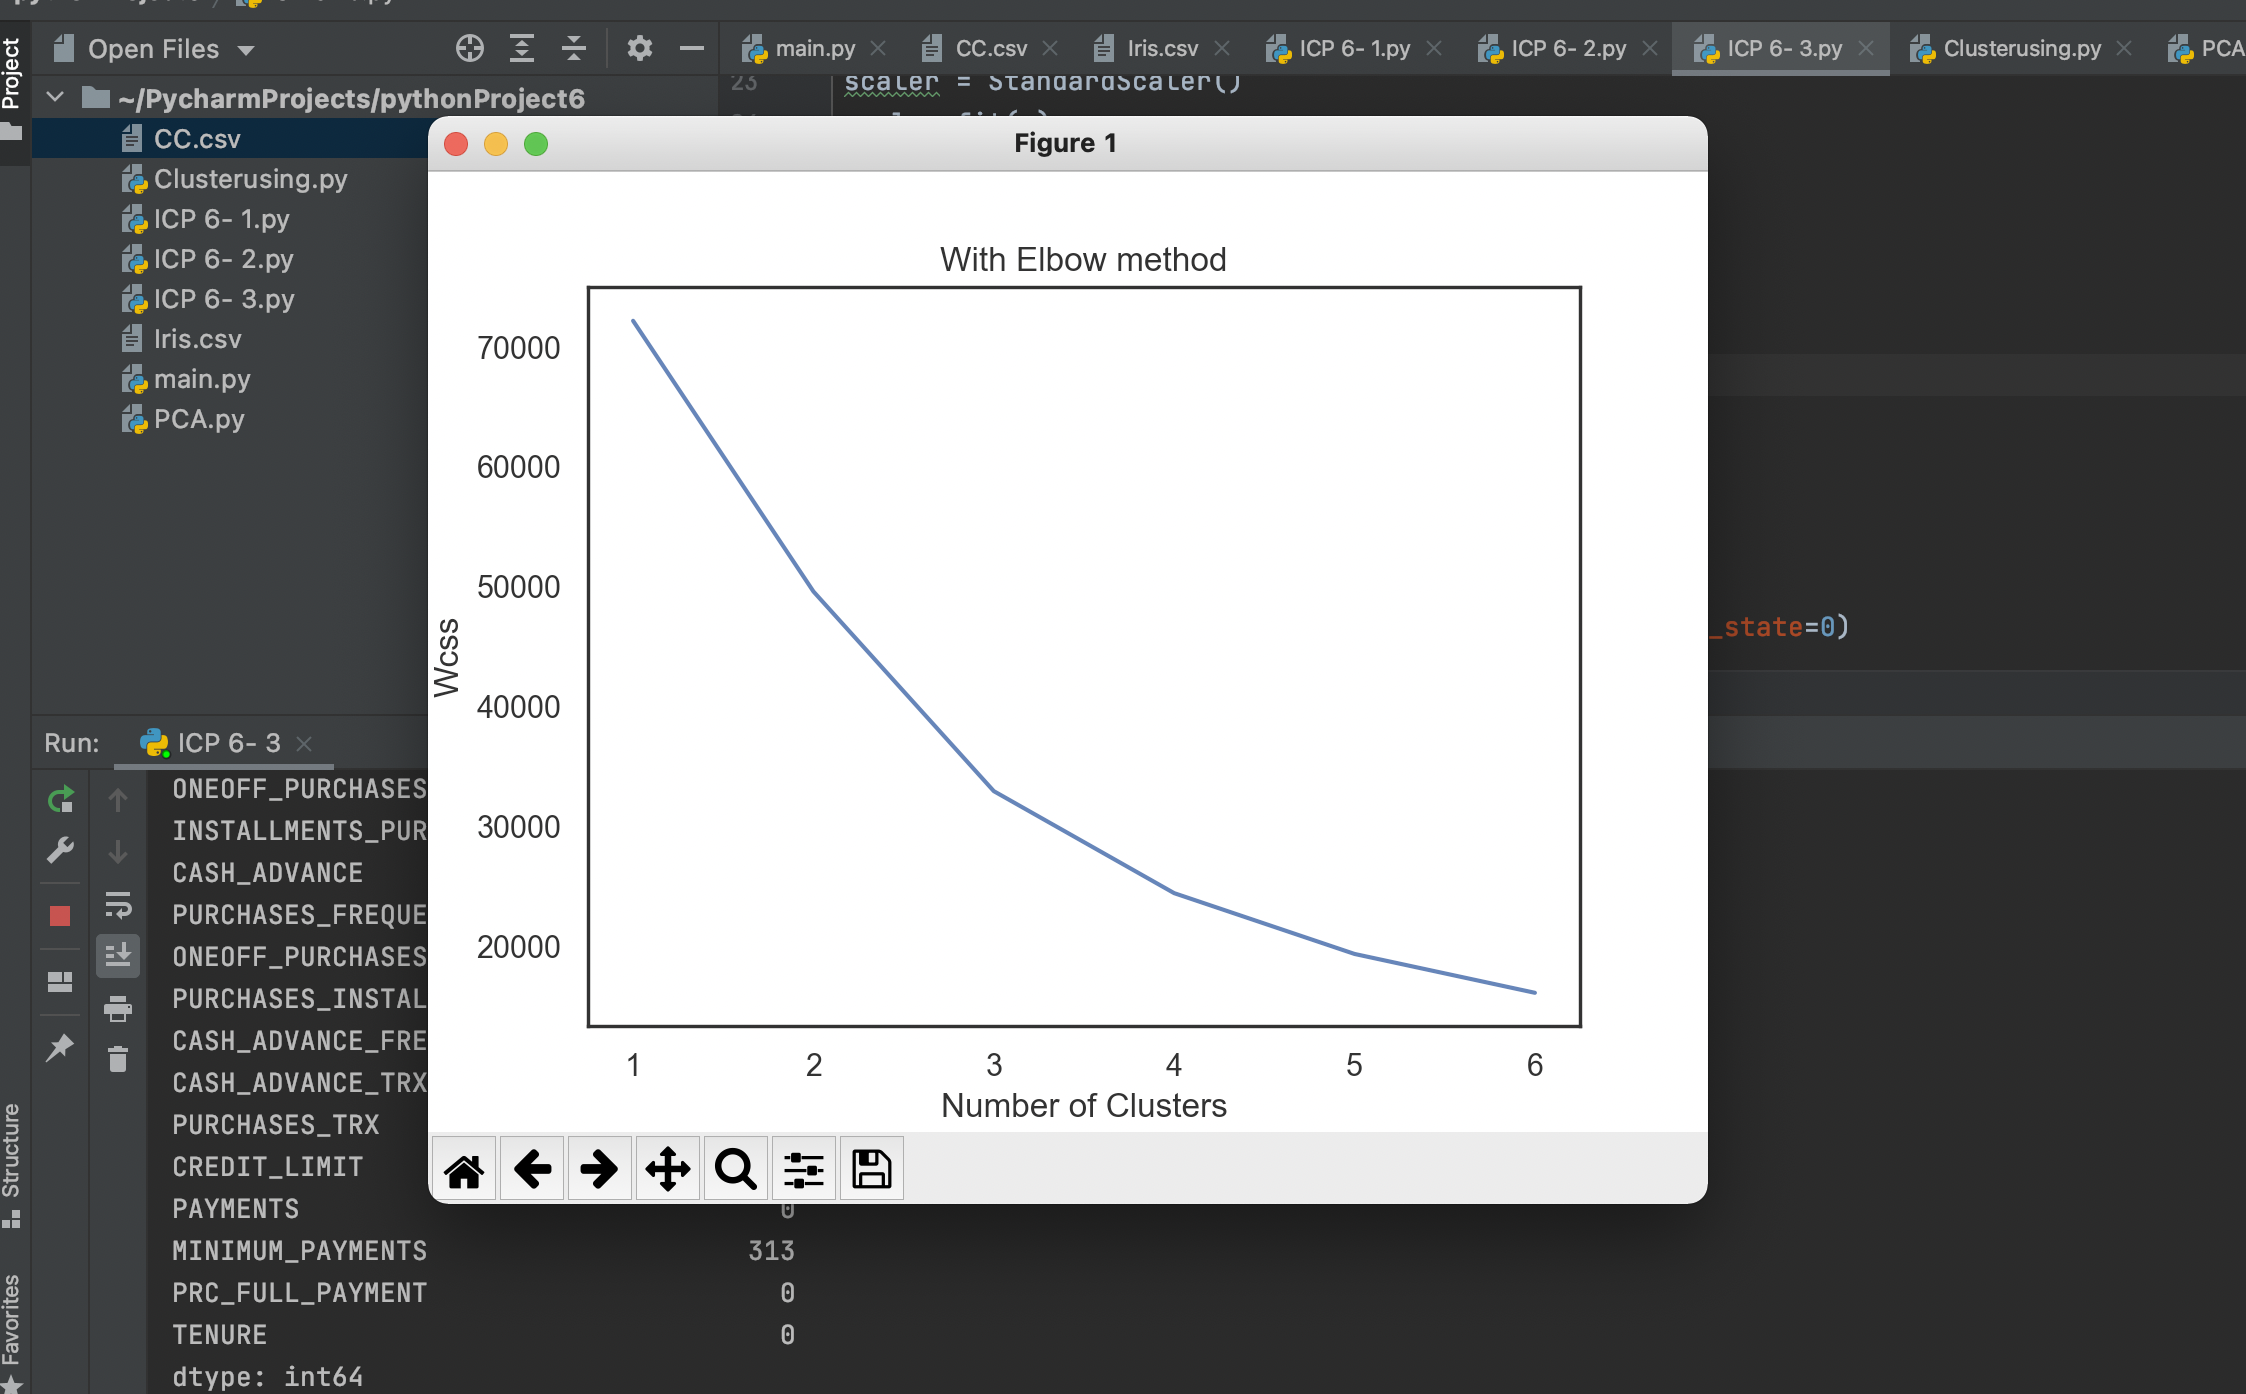 Project
Open Files
main.py
CC.csv
Iris.csv
ICP 6- 1.py
ICP 6- 2.py
ICP 6- 3.py
Clusterusing.py
PCA
~/PycharmProjects/pythonProject6
CC.csv
Clusterusing.py
ICP 6- 1.py
ICP 6- 2.py
ICP 6- 3.py
Iris.csv
main.py
PCA.py
23 scaler = StandardScaler()
_state=0)
Figure 1
With Elbow method
70000
60000
50000
40000
30000
20000
Wcss
1 2 3 4 5 6
Number of Clusters
Run: ICP 6- 3
ONEOFF_PURCHASES
INSTALLMENTS_PUR
CASH_ADVANCE
PURCHASES_FREQUE
ONEOFF_PURCHASES
PURCHASES_INSTAL
CASH_ADVANCE_FRE
CASH_ADVANCE_TRX
PURCHASES_TRX
CREDIT_LIMIT
PAYMENTS 0
MINIMUM_PAYMENTS 313
PRC_FULL_PAYMENT 0
TENURE 0
dtype: int64
Structure
Favorites